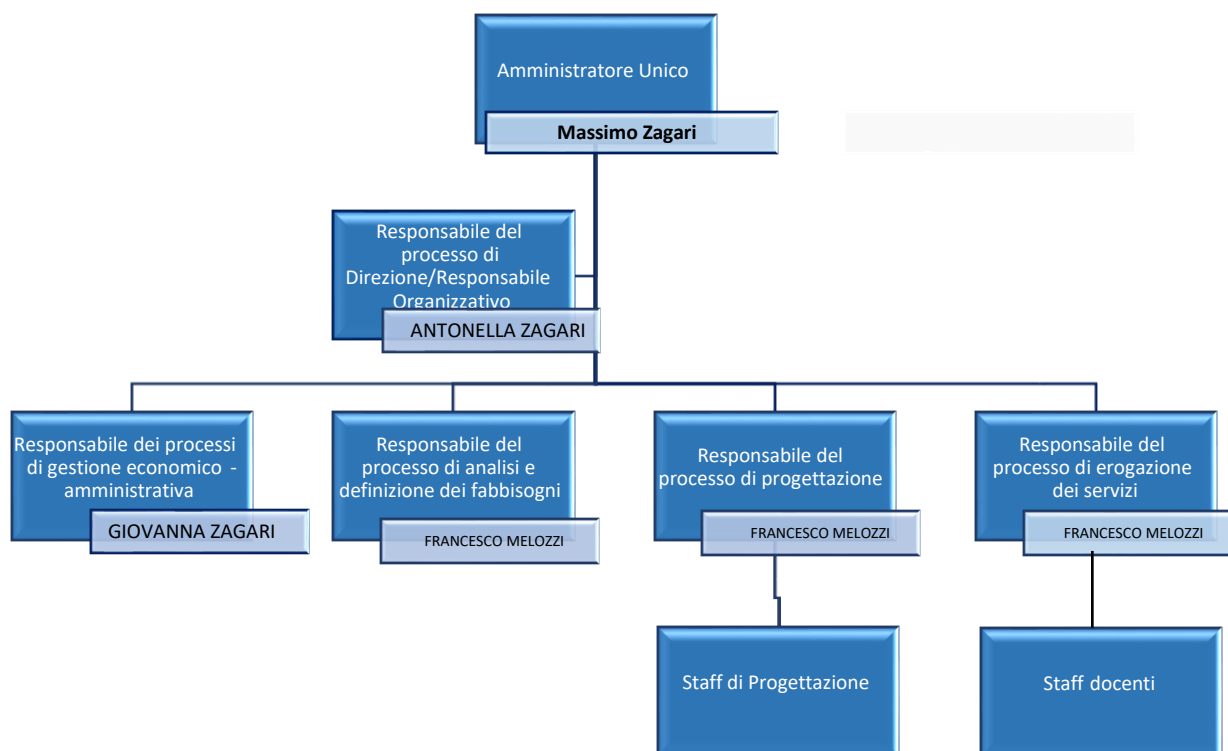 Amministratore Unico
Massimo Zagari
Responsabile del
processo di
Direzione/Responsabile
Organizzativo
ANTONELLA ZAGARI
Responsabile dei processi
di gestione economico -
amministrativa
GIOVANNA ZAGARI
Responsabile del
processo di analisi e
definizione dei fabbisogni
FRANCESCO MELOZZI
Responsabile del
processo di progettazione
FRANCESCO MELOZZI
Responsabile del
processo di erogazione
dei servizi
FRANCESCO MELOZZI
Staff di Progettazione
Staff docenti